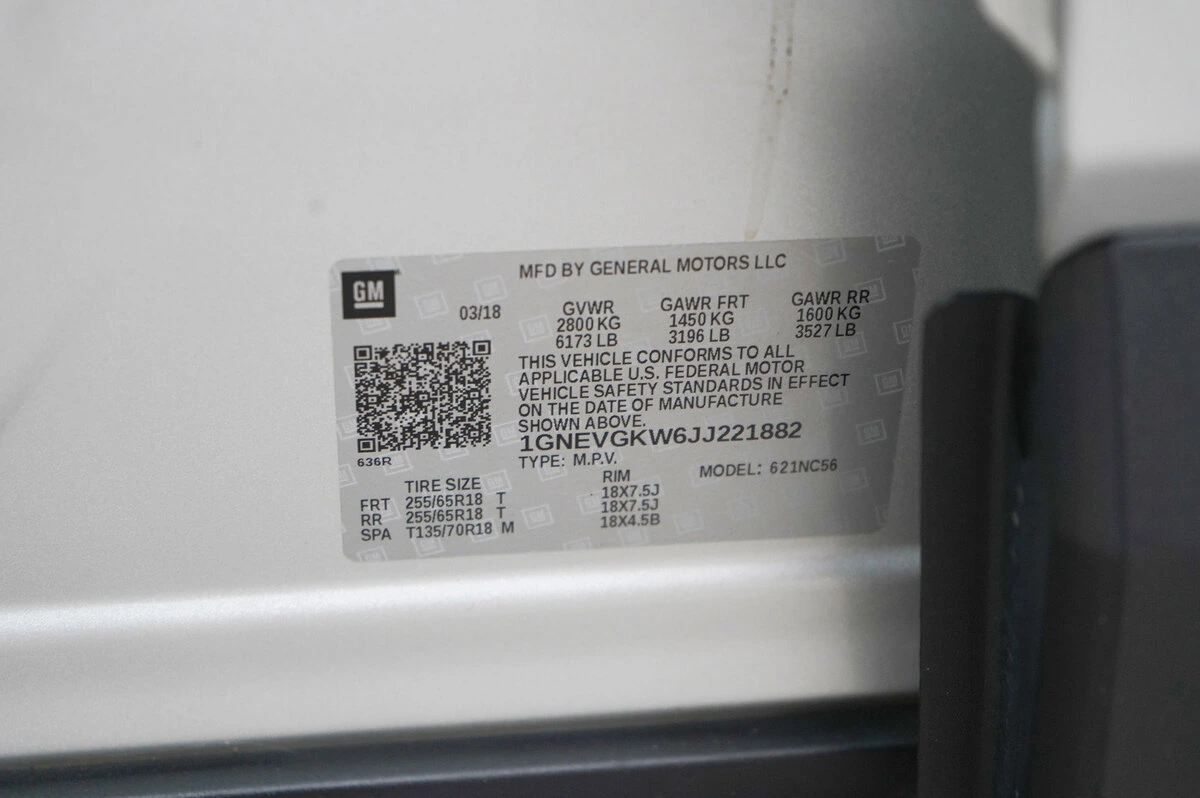 MFD BY GENERAL MOTORS LLC
GM
03/18
GVWR GAWR FRT GAWR RR
2800 KG 1450 KG 1600 KG
6173 LB 3196 LB 3527 LB
THIS VEHICLE CONFORMS TO ALL
APPLICABLE U.S. FEDERAL MOTOR
VEHICLE SAFETY STANDARDS IN EFFECT
ON THE DATE OF MANUFACTURE
SHOWN ABOVE.
1GNEVGKW6JJ221882
636R
TYPE: M.P.V. MODEL: 621NC56
TIRE SIZE RIM
FRT 255/65R18 T 18X7.5J
RR 255/65R18 T 18X7.5J
SPA T135/70R18 M 18X4.5B